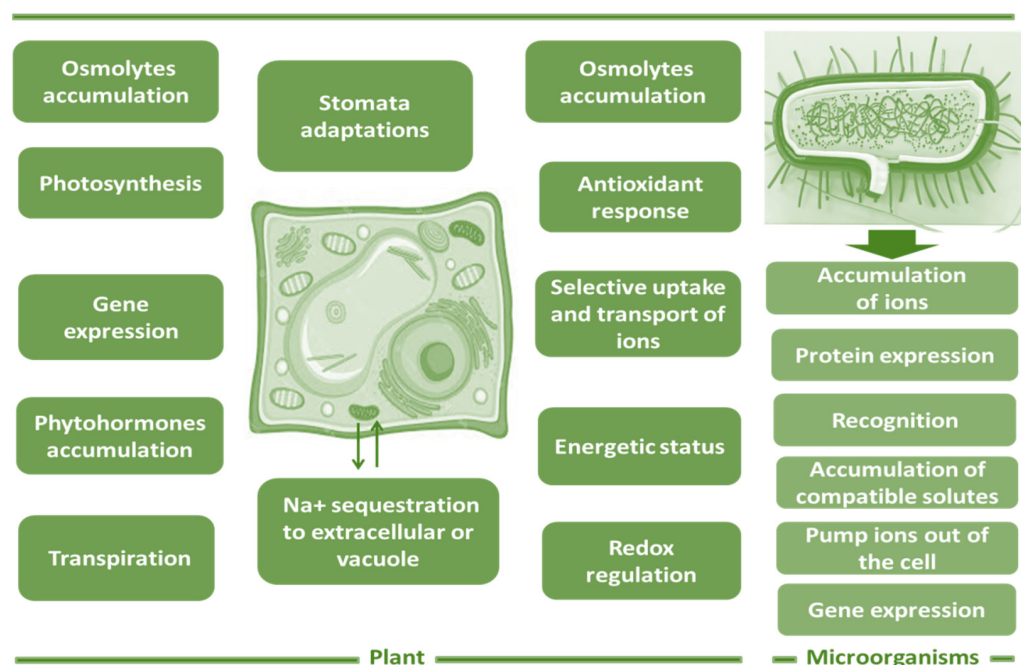 Osmolytes
accumulation
Photosynthesis
Gene
expression
Phytohormones
accumulation
Transpiration
Stomata
adaptations
Na+ sequestration
to extracellular or
vacuole
Osmolytes
accumulation
Antioxidant
response
Selective uptake
and transport of
ions
Energetic status
Redox
regulation
Accumulation
of ions
Protein expression
Recognition
Accumulation of
compatible solutes
Pump ions out of
the cell
Gene expression
Plant
Microorganisms